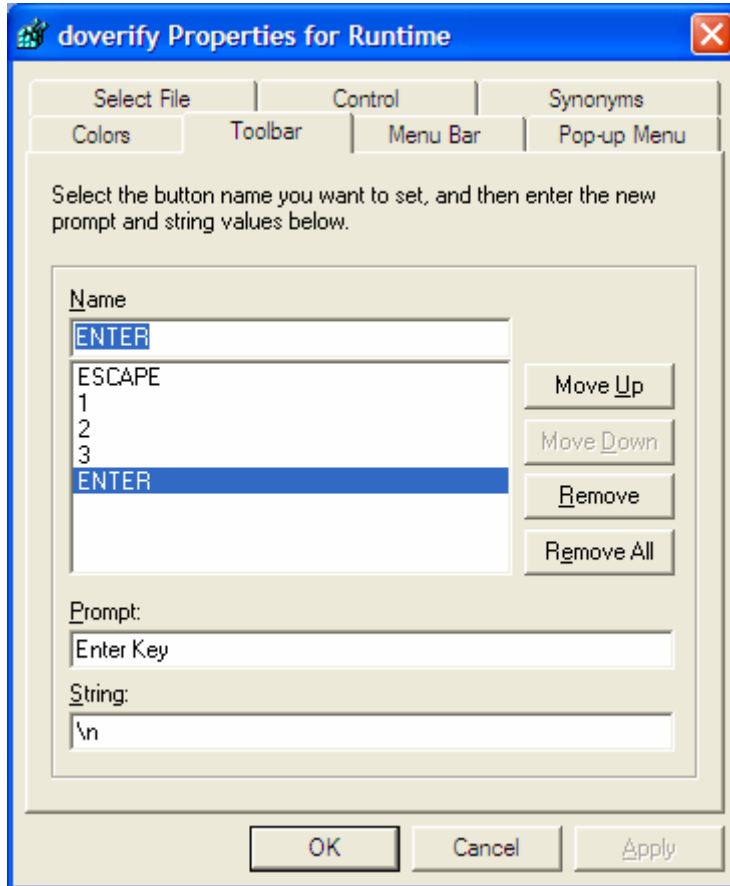 doverify Properties for Runtime
Select File
Control
Synonyms
Colors
Toolbar
Menu Bar
Pop-up Menu
Select the button name you want to set, and then enter the new
prompt and string values below.
Name
ENTER
ESCAPE
1
2
3
ENTER
Move Up
Move Down
Remove
Remove All
Prompt:
Enter Key
String:
\n
OK
Cancel
Apply